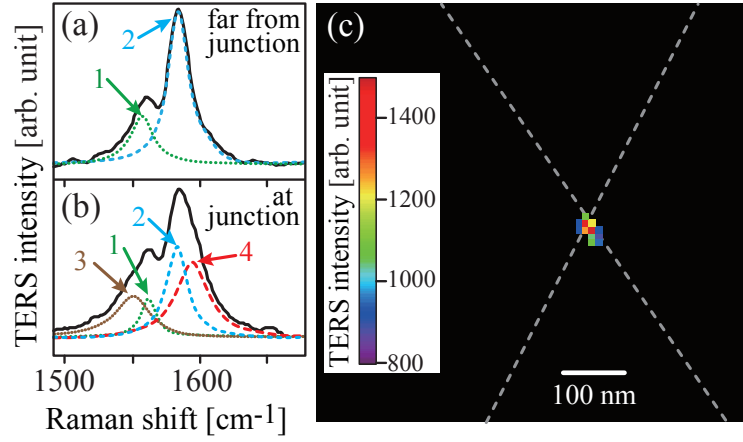 (a)
far from
junction
2
1
(b)
at
junction
2
1
3
4
TERS intensity [arb. unit]
1500
1600
Raman shift [cm-1]
(c)
TERS intensity [arb. unit]
1400
1200
1000
800
100 nm